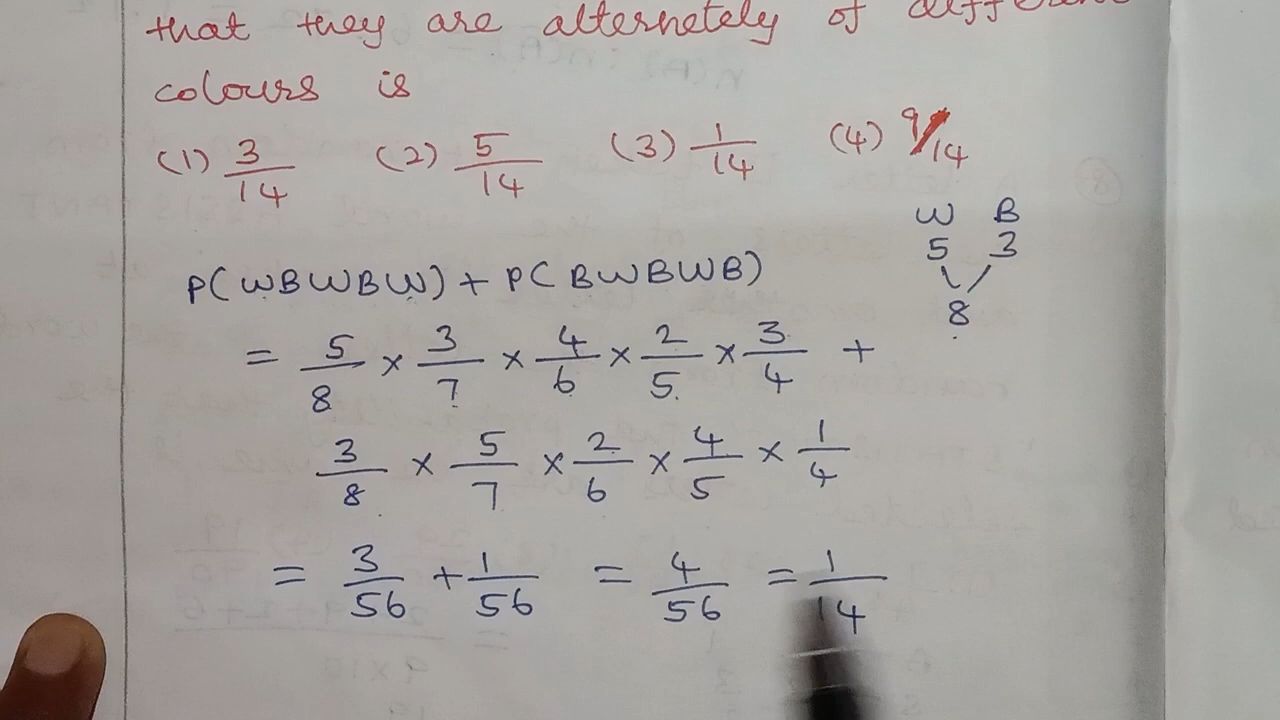 that they are alternetely of different
colours is
(1) 3/14 (2) 5/14 (3) 1/14 (4) 9/14
W B
5 3
8
P(WBWBW) + P(BWBWB)
= 5/8 × 3/7 × 4/6 × 2/5 × 3/4 +
3/8 × 5/7 × 2/6 × 4/5 × 1/4
= 3/56 + 1/56 = 4/56 = 1/14